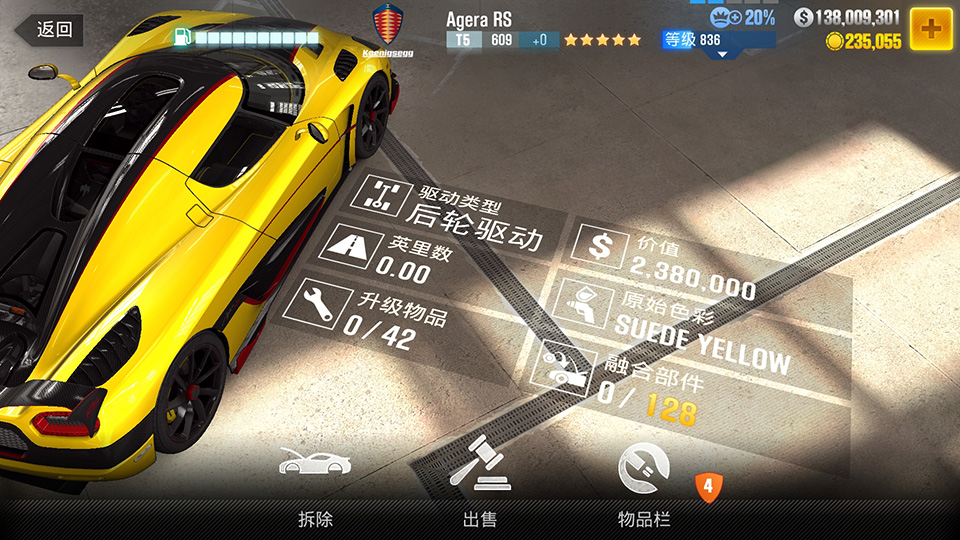 返回
Koenigsegg
Agera RS
T5 609 +0
20%
等级 836
138,009,301
235,055
驱动类型
后轮驱动
英里数
0.00
升级物品
0/42
价值
2.380.000
原始色彩
SUEDE YELLOW
融合部件
0/128
拆除
出售
物品栏
4